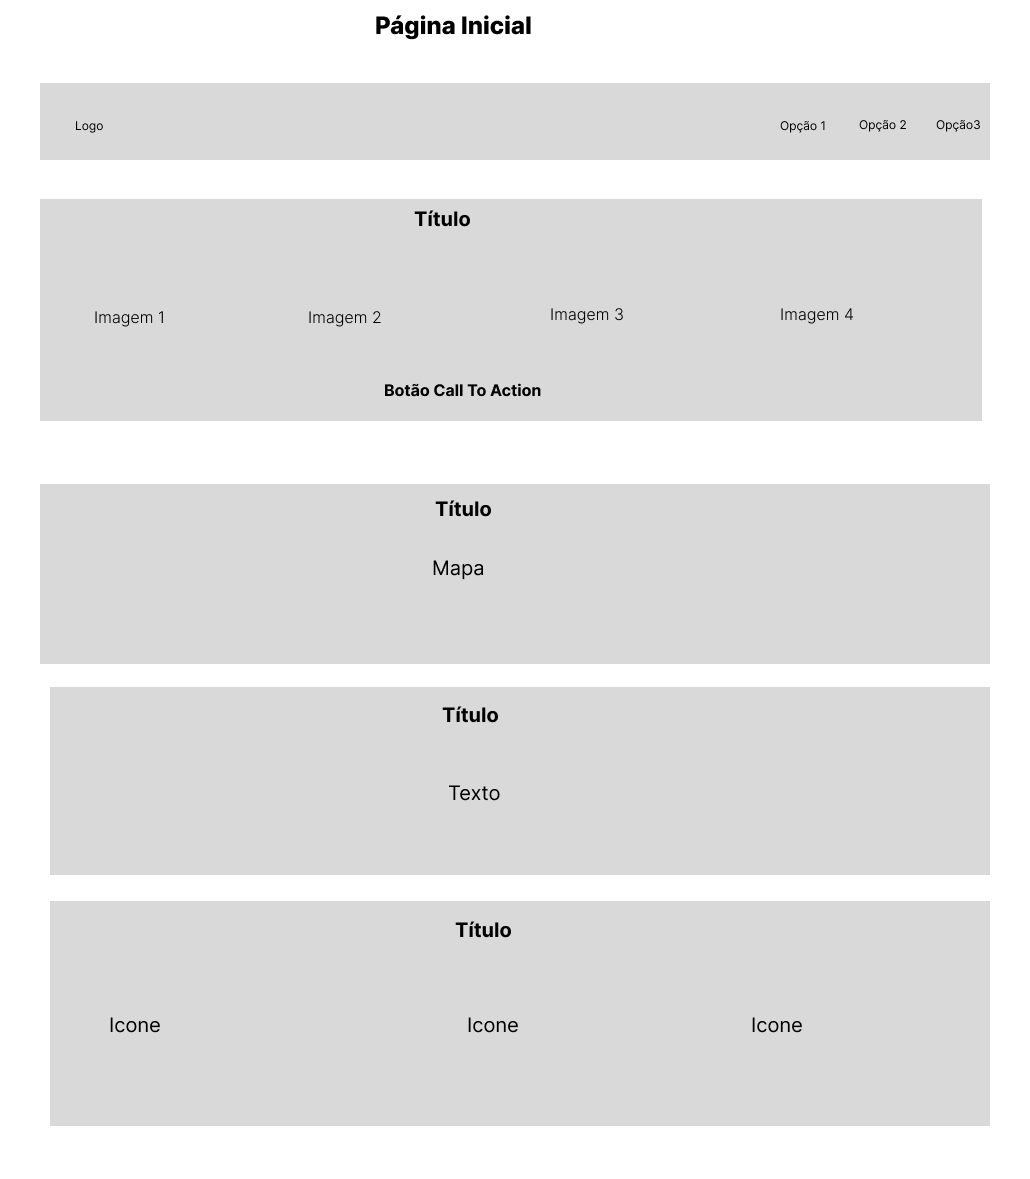 Página Inicial
Logo Opção 1 Opção 2 Opção3
Título
Imagem 1 Imagem 2 Imagem 3 Imagem 4
Botão Call To Action
Título
Mapa
Título
Texto
Título
Icone Icone Icone